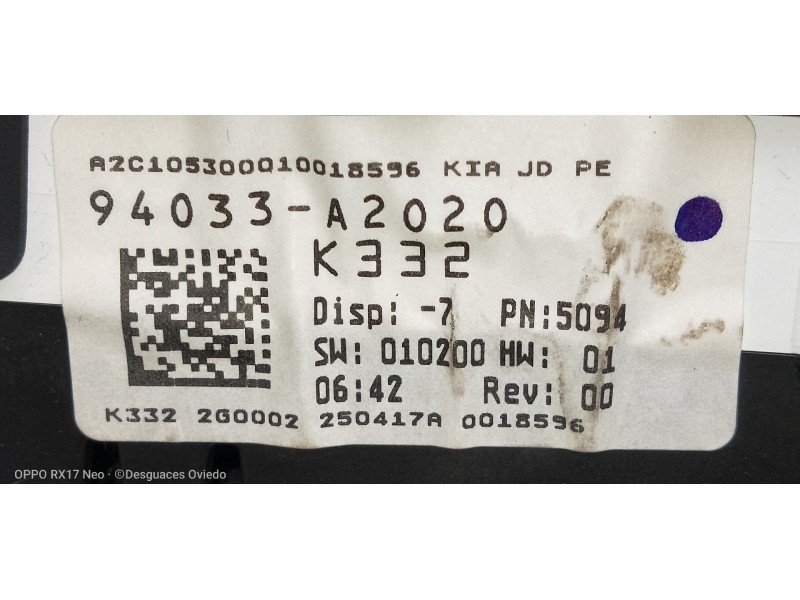 A2C1053000010018596 KIA JD PE
94033-A2020
K332
Disp: -7 PN:5094
SW: 010200 HW: 01
06:42 Rev: 00
K332 2G0002 250417A 0018596
OPPO RX17 Neo · ©Desguaces Oviedo